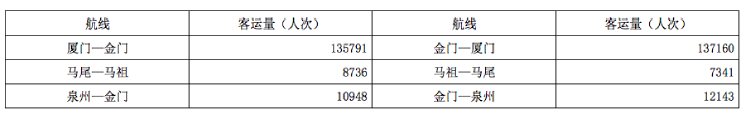 航线 客运量（人次） 航线 客运量（人次）
厦门—金门 135791 金门—厦门 137160
马尾—马祖 8736 马祖—马尾 7341
泉州—金门 10948 金门—泉州 12143